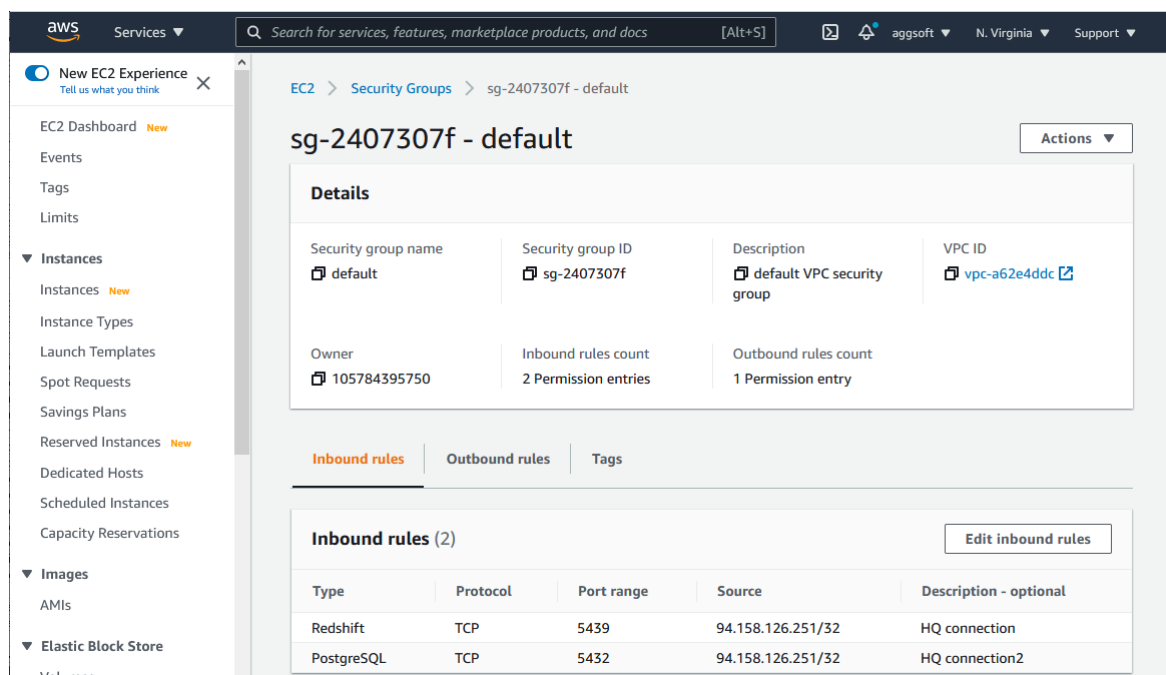 aws Services Search for services, features, marketplace products, and docs [Alt+S] aggsoft N. Virginia Support
New EC2 Experience
Tell us what you think
EC2 Dashboard New
Events
Tags
Limits
Instances
Instances New
Instance Types
Launch Templates
Spot Requests
Savings Plans
Reserved Instances New
Dedicated Hosts
Scheduled Instances
Capacity Reservations
Images
AMIs
Elastic Block Store
EC2 > Security Groups > sg-2407307f - default
sg-2407307f - default Actions
Details
Security group name Security group ID Description VPC ID
default sg-2407307f default VPC security vpc-a62e4ddc
group
Owner Inbound rules count Outbound rules count
105784395750 2 Permission entries 1 Permission entry
Inbound rules Outbound rules Tags
Inbound rules (2) Edit inbound rules
Type Protocol Port range Source Description - optional
Redshift TCP 5439 94.158.126.251/32 HQ connection
PostgreSQL TCP 5432 94.158.126.251/32 HQ connection2